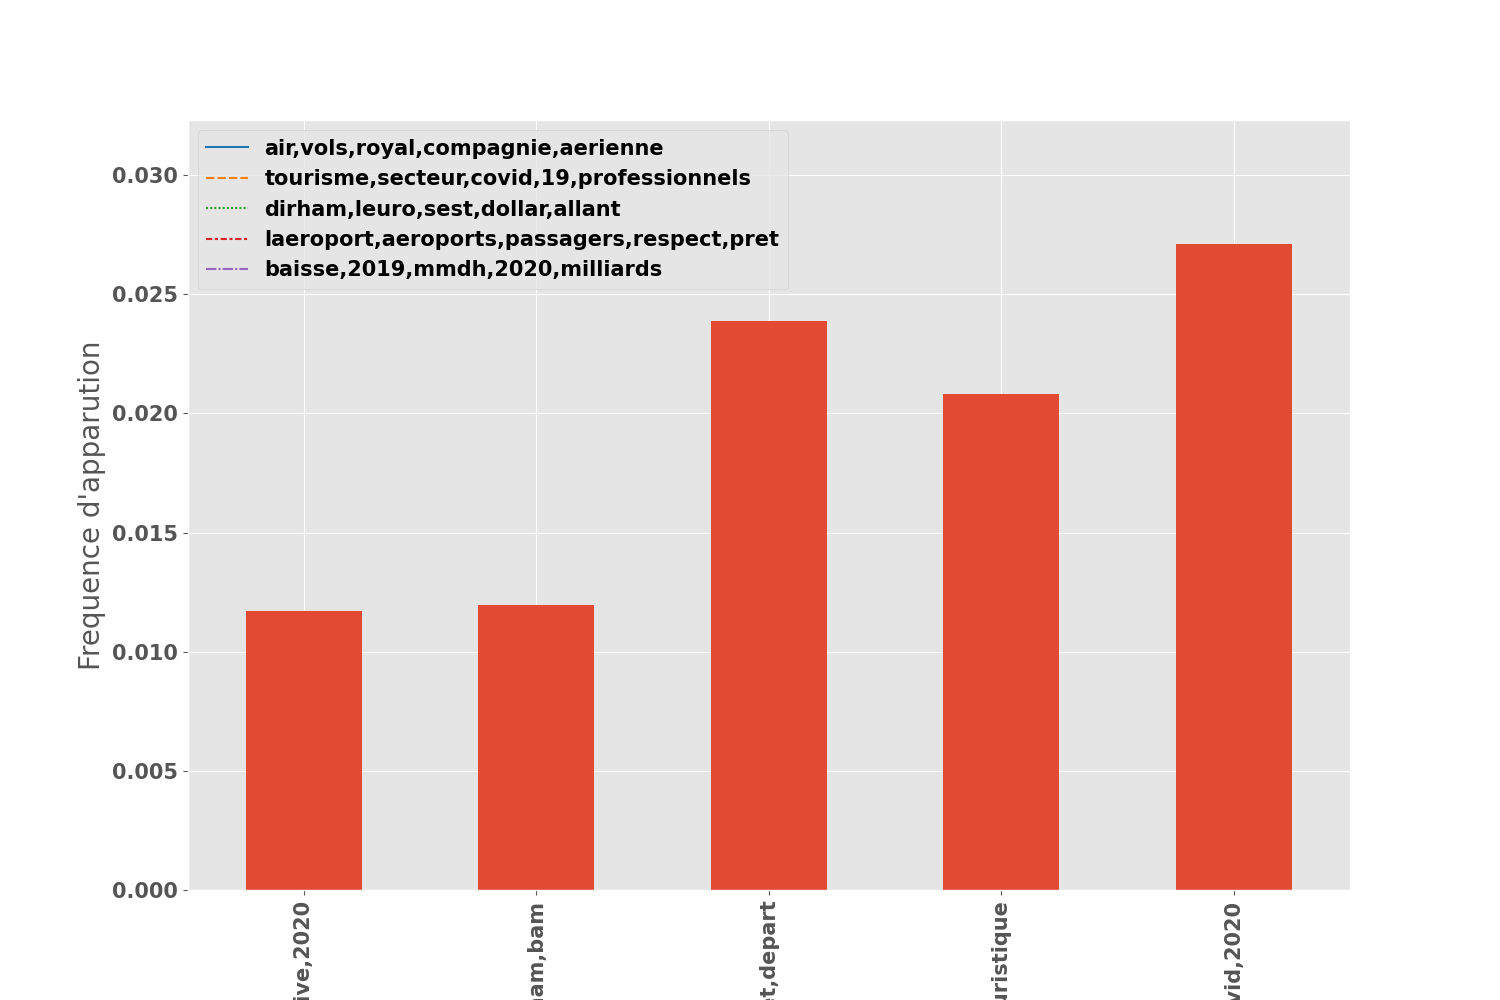 air,vols,royal,compagnie,aerienne
tourisme,secteur,covid,19,professionnels
dirham,leuro,sest,dollar,allant
laeroport,aeroports,passagers,respect,pret
baisse,2019,mmdh,2020,milliards
0.030
0.025
0.020
0.015
0.010
0.005
0.000
Frequence d'apparution
ive,2020
am,bam
t,depart
uristique
vid,2020